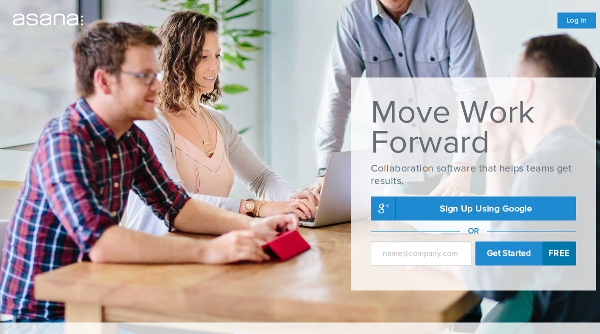 asana:
Log In
Move Work
Forward
Collaboration software that helps teams get
results.
g+ Sign Up Using Google
OR
name@company.com Get Started FREE